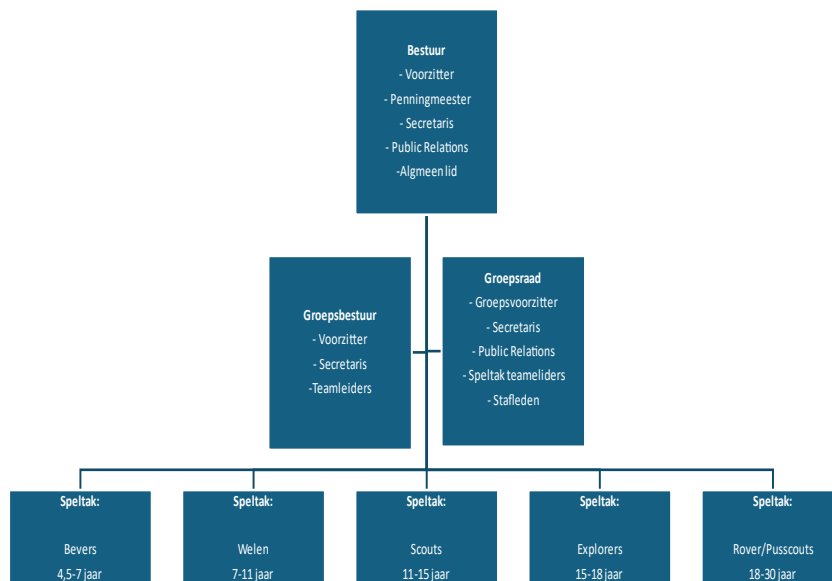 Bestuur
- Voorzitter
- Penningmeester
- Secretaris
- Public Relations
-Algmeen lid
Groepsbestuur
- Voorzitter
- Secretaris
-Teamleiders
Groepsraad
- Groepsvoorzitter
- Secretaris
- Public Relations
- Speltak teameliders
- Stafleden
Speltak:
Bevers
4,5-7 jaar
Speltak:
Welen
7-11 jaar
Speltak:
Scouts
11-15 jaar
Speltak:
Explorers
15-18 jaar
Speltak:
Rover/Pusscouts
18-30 jaar